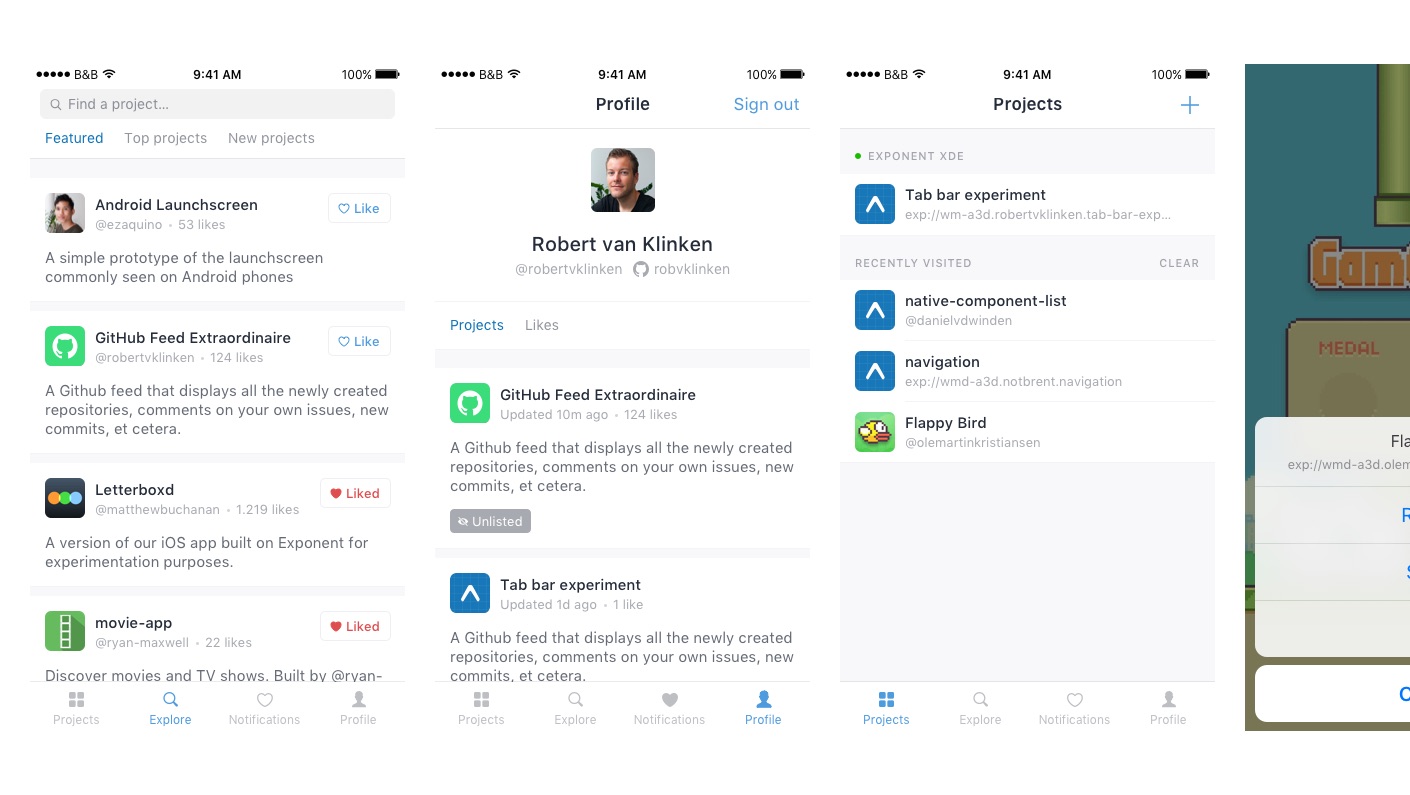 B&B 9:41 AM 100%
Find a project...
Featured Top projects New projects
Android Launchscreen
@ezaquino • 53 likes
Like
A simple prototype of the launchscreen
commonly seen on Android phones
GitHub Feed Extraordinaire
@robertvklinken • 124 likes
Like
A Github feed that displays all the newly created
repositories, comments on your own issues, new
commits, et cetera.
Letterboxd
@matthewbuchanan • 1.219 likes
Liked
A version of our iOS app built on Exponent for
experimentation purposes.
movie-app
@ryan-maxwell • 22 likes
Liked
Discover movies and TV shows. Built by @ryan-
Projects Explore Notifications Profile
B&B 9:41 AM 100%
Profile Sign out
Robert van Klinken
@robertvklinken robvklinken
Projects Likes
GitHub Feed Extraordinaire
Updated 10m ago • 124 likes
A Github feed that displays all the newly created
repositories, comments on your own issues, new
commits, et cetera.
Unlisted
Tab bar experiment
Updated 1d ago • 1 like
A Github feed that displays all the newly created
repositories, comments on your own issues, new
commits, et cetera.
Projects Explore Notifications Profile
B&B 9:41 AM 100%
Projects
EXPONENT XDE
Tab bar experiment
exp://wm-a3d.robertvklinken.tab-bar-exp...
RECENTLY VISITED CLEAR
native-component-list
@danielvdwinden
navigation
exp://wmd-a3d.notbrent.navigation
Flappy Bird
@olemartinkristiansen
Projects Explore Notifications Profile
MEDAL
Fla
exp://wmd-a3d.olem